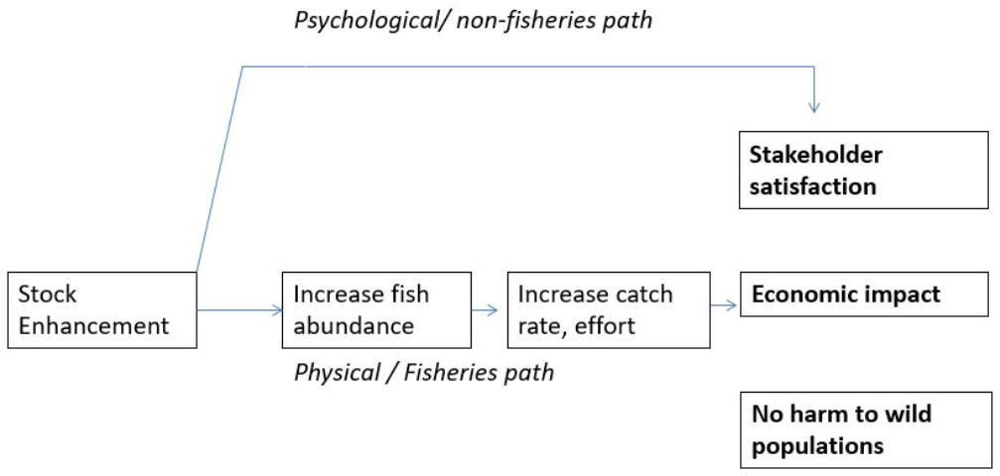 Psychological/ non-fisheries path
Stakeholder
satisfaction
Stock
Enhancement
Increase fish
abundance
Increase catch
rate, effort
Economic impact
Physical / Fisheries path
No harm to wild
populations